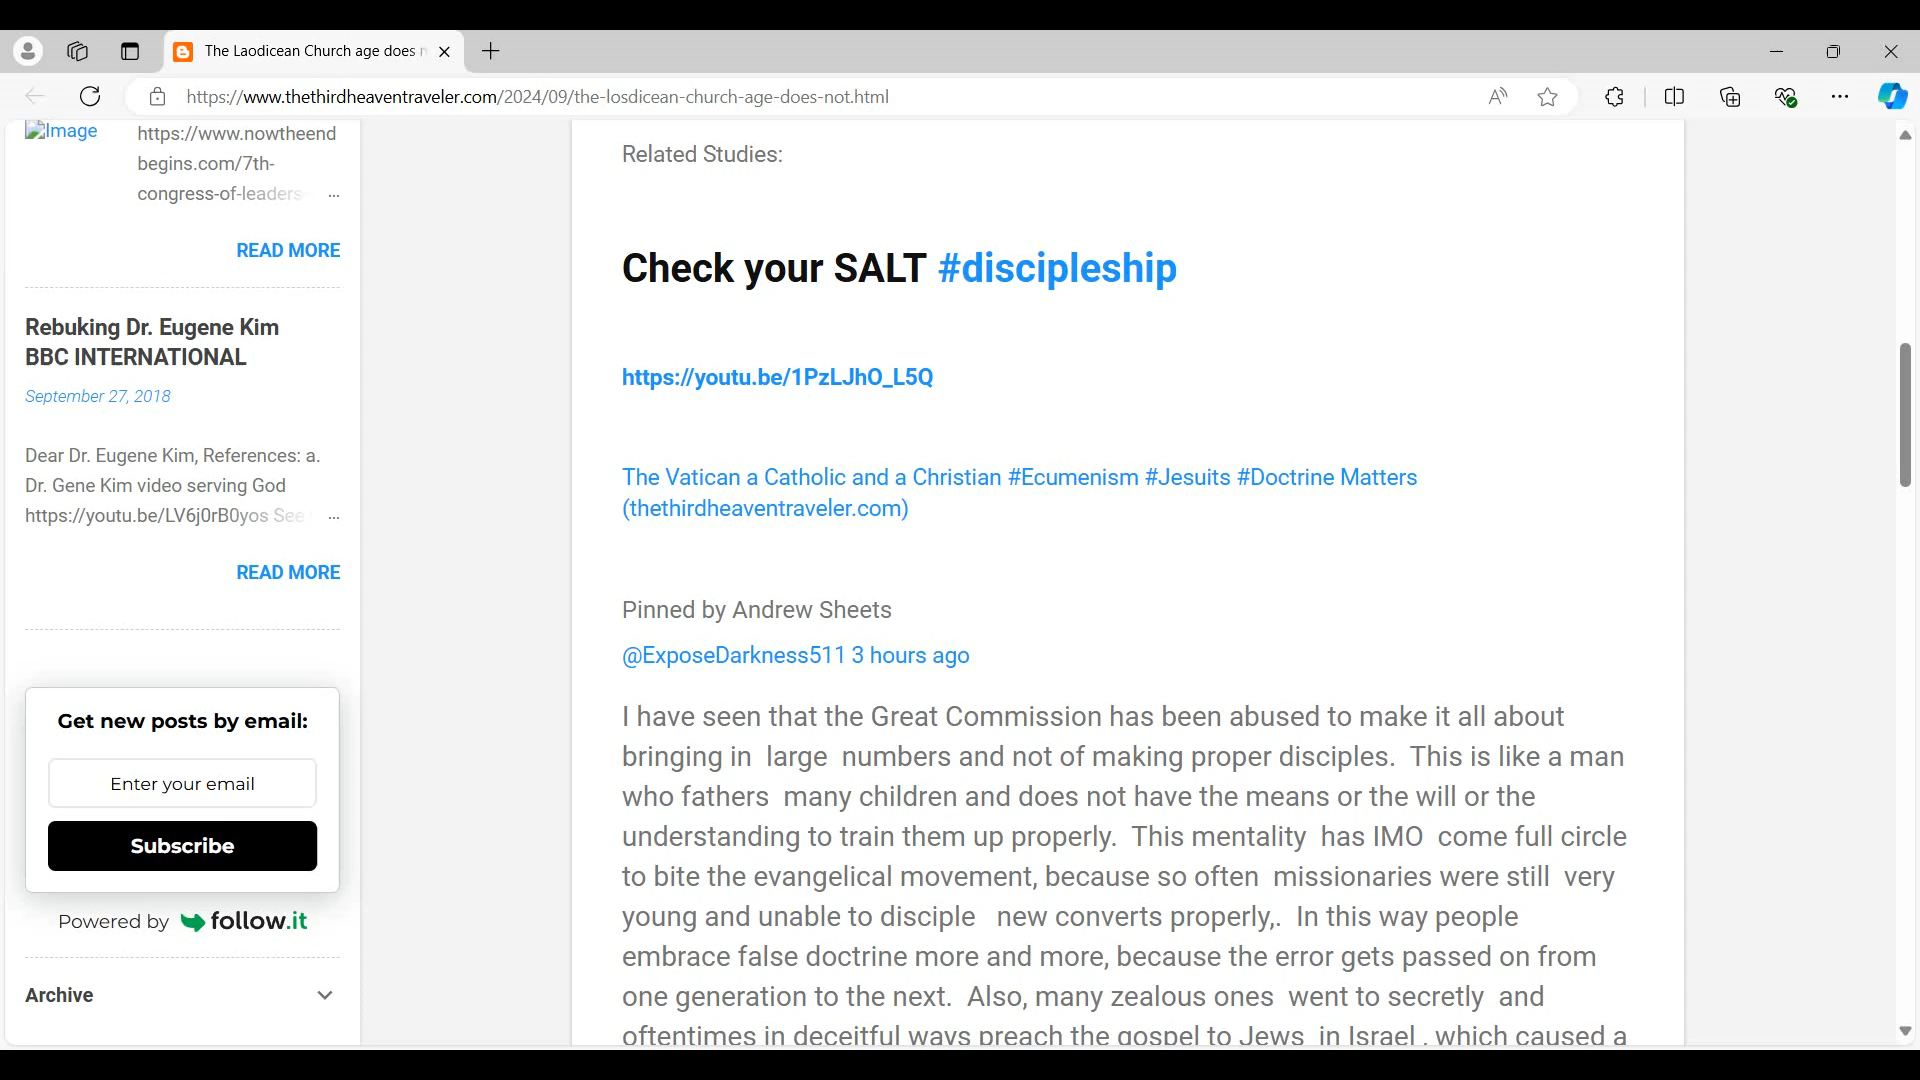 The Laodicean Church age does
https://www.thethirdheaventraveler.com/2024/09/the-losdicean-church-age-does-not.html
Image
https://www.nowtheend
begins.com/7th-
congress-of-leaders ...
READ MORE
Rebuking Dr. Eugene Kim
BBC INTERNATIONAL
September 27, 2018
Dear Dr. Eugene Kim, References: a.
Dr. Gene Kim video serving God
https://youtu.be/LV6j0rB0yos See ...
READ MORE
Get new posts by email:
Enter your email
Subscribe
Powered by follow.it
Archive
Related Studies:
Check your SALT #discipleship
https://youtu.be/1PzLJhO_L5Q
The Vatican a Catholic and a Christian #Ecumenism #Jesuits #Doctrine Matters
(thethirdheaventraveler.com)
Pinned by Andrew Sheets
@ExposeDarkness511 3 hours ago
I have seen that the Great Commission has been abused to make it all about
bringing in  large  numbers and not of making proper disciples.  This is like a man
who fathers  many children and does not have the means or the will or the
understanding to train them up properly.  This mentality  has IMO  come full circle
to bite the evangelical movement, because so often  missionaries were still  very
young and unable to disciple   new converts properly,.  In this way people
embrace false doctrine more and more, because the error gets passed on from
one generation to the next.  Also, many zealous ones  went to secretly  and
oftentimes in deceitful ways preach the gospel to Jews  in Israel , which caused a